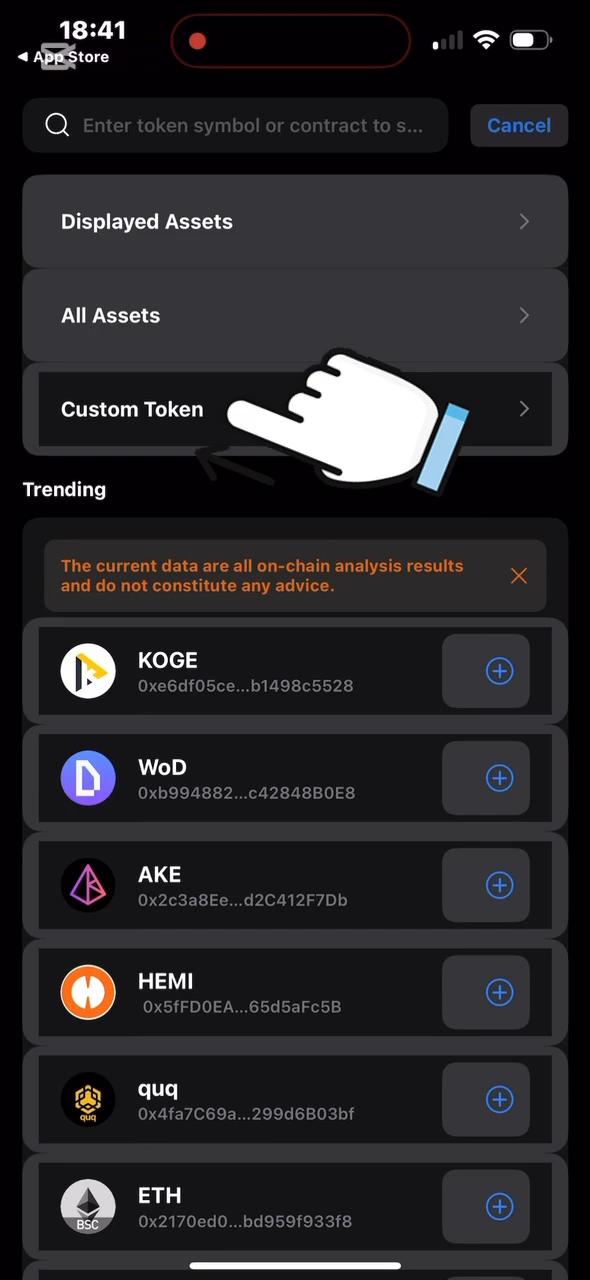 18:41
◀ App Store
Enter token symbol or contract to s...
Cancel
Displayed Assets
All Assets
Custom Token
Trending
The current data are all on-chain analysis results
and do not constitute any advice.
KOGE
0xe6df05ce...b1498c5528
WoD
0xb994882...c42848B0E8
AKE
0x2c3a8Ee...d2C412F7Db
HEMI
0x5fFD0EA...65d5aFc5B
quq
quq
0x4fa7C69a...299d6B03bf
ETH
BSC
0x2170ed0...bd959f933f8